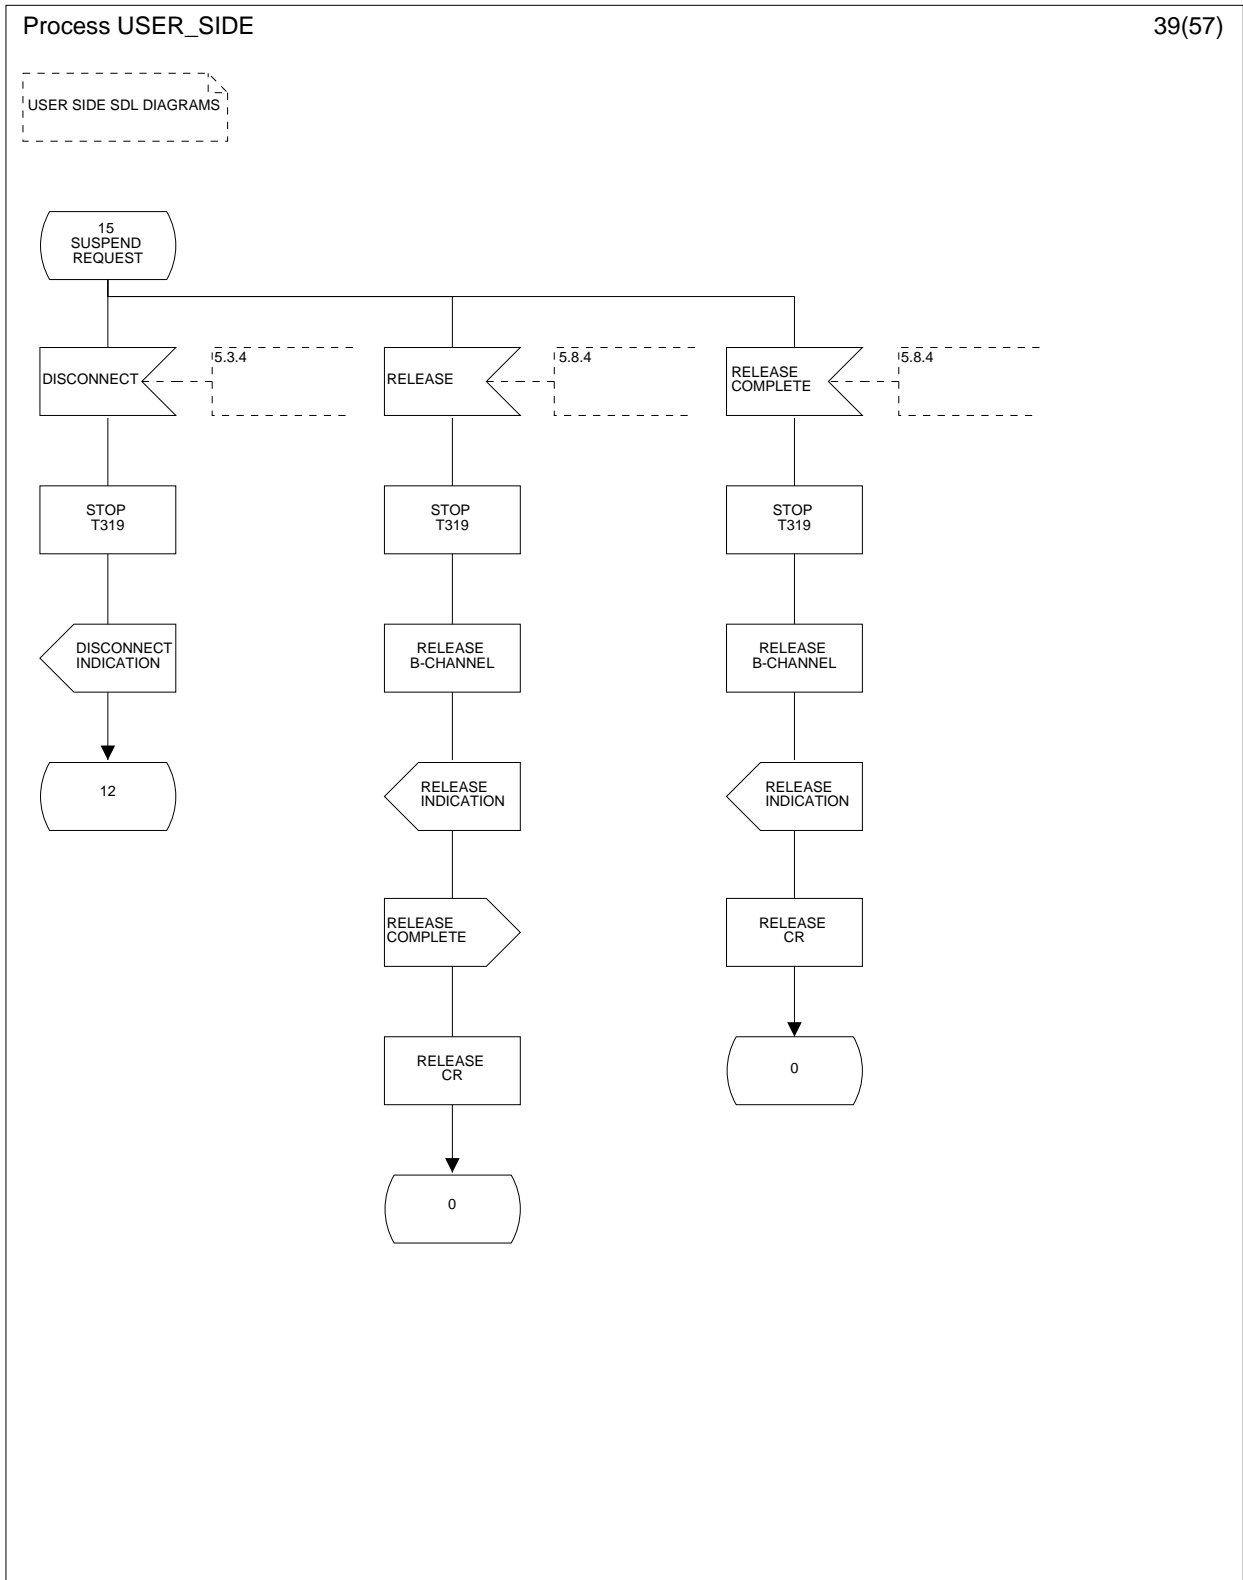 Process USER_SIDE
39(57)
USER SIDE SDL DIAGRAMS
15
SUSPEND
REQUEST
DISCONNECT
5.3.4
RELEASE
5.8.4
RELEASE
COMPLETE
5.8.4
STOP
T319
STOP
T319
STOP
T319
DISCONNECT
INDICATION
RELEASE
B-CHANNEL
RELEASE
B-CHANNEL
12
RELEASE
INDICATION
RELEASE
INDICATION
RELEASE
COMPLETE
RELEASE
CR
RELEASE
CR
0
0